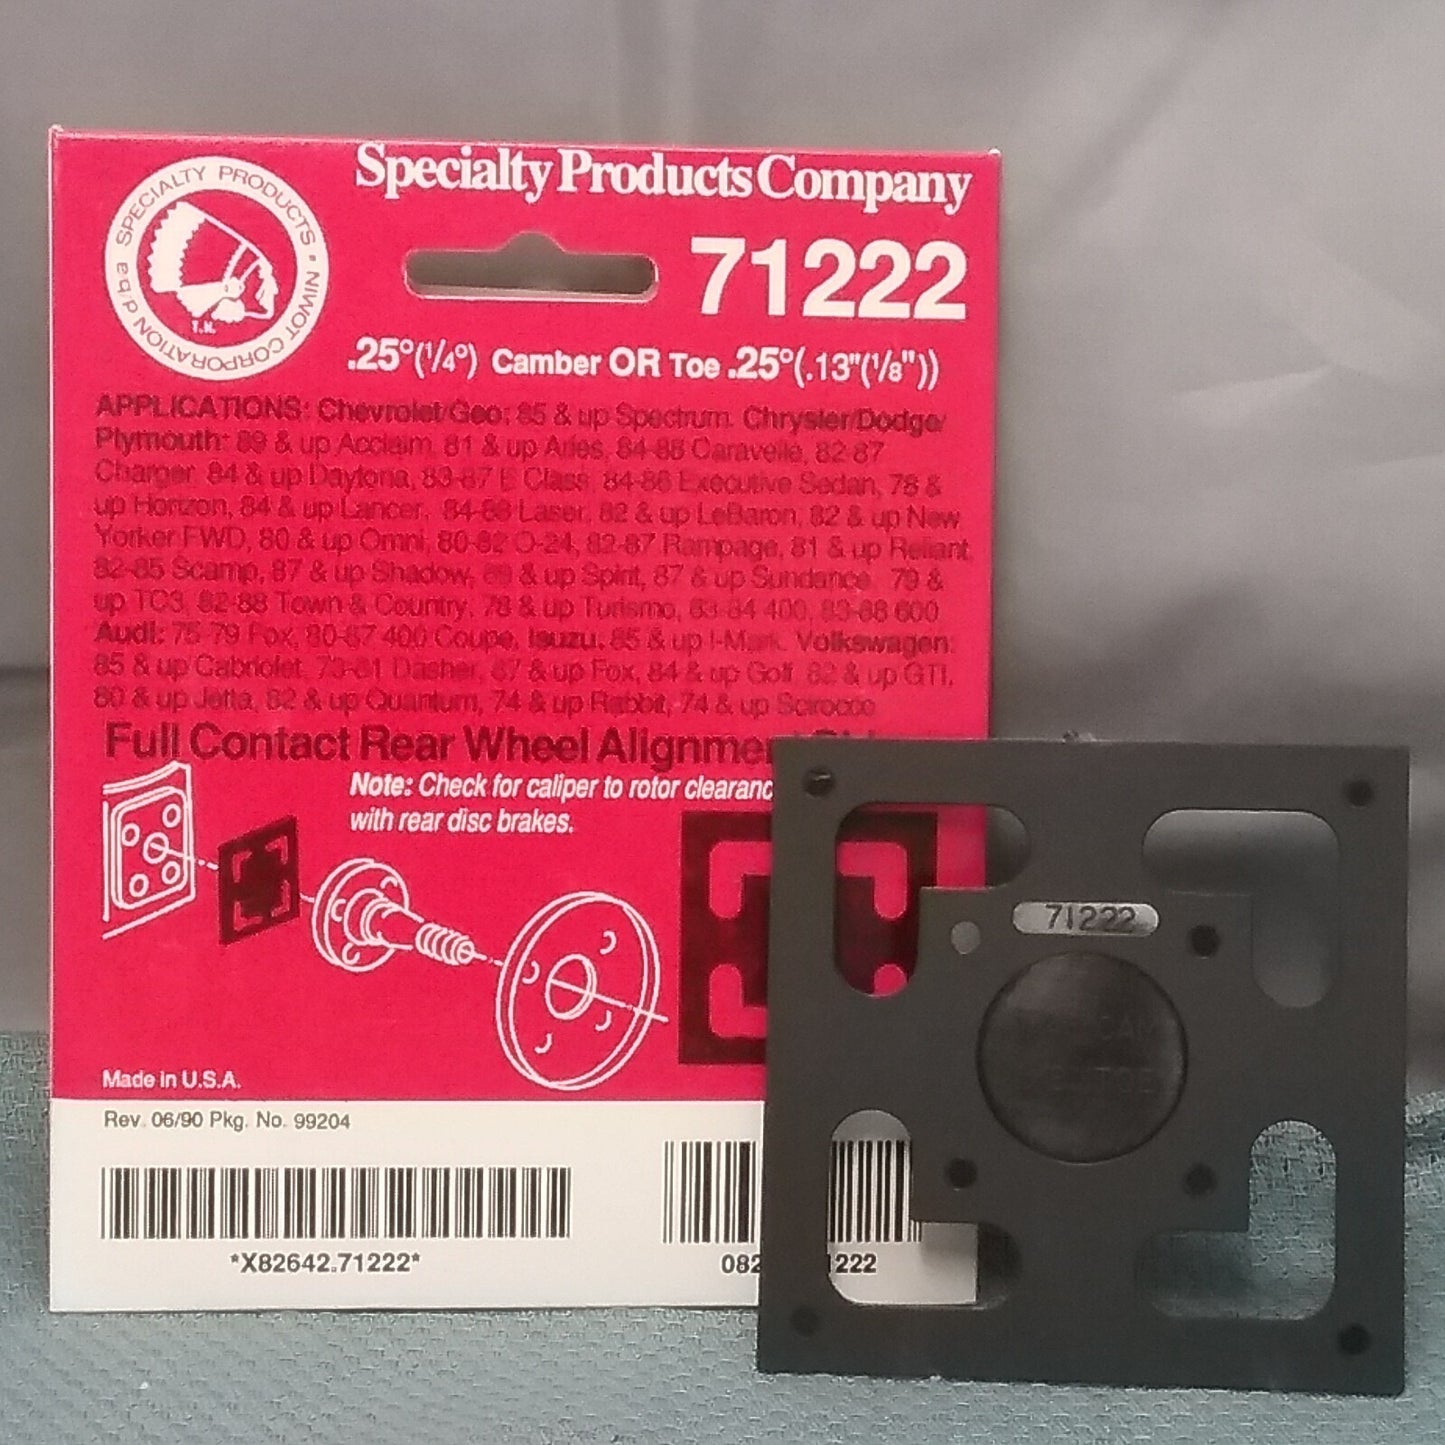 SPECIALTY PRODUCTS • NIWOT CORPORATION
T.N.
Specialty Products Company
71222
.25°(1/4°) Camber OR Toe .25°(.13"(1/8"))
APPLICATIONS: Chevrolet/Geo: 85 & up Spectrum. Chrysler/Dodge/
Plymouth: 89 & up Acclaim, 81 & up Aries, 84-88 Caravelle, 82-87
Charger, 84 & up Daytona, 83-87 E Class, 84-86 Executive Sedan, 78 &
up Horizon, 84 & up Lancer, 84-86 Laser, 82 & up LeBaron, 82 & up New
Yorker FWD, 80 & up Omni, 80-82 O-24, 82-87 Rampage, 81 & up Reliant,
82-85 Scamp, 87 & up Shadow, & up Spirit, 87 & up Sundance, 79 &
up TC3, 82-88 Town & Country, 78 & up Turismo, 83-84 400, 83-88 600
Audi: 75-79 Fox, 80-87 400 Coupe, Isuzu: 85 & up I-Mark. Volkswagen:
85 & up Cabriolet, 73-81 Dasher, 87 & up Fox, 84 & up Golf, 82 & up GTI,
80 & up Jetta, 82 & up Quantum, 74 & up Rabbit, 74 & up Scirocco
Full Contact Rear Wheel Alignme
Note: Check for caliper to rotor clearanc
with rear disc brakes.
71222
CAM
TOE
Made in U.S.A.
Rev. 06/90 Pkg. No. 99204
*X82642.71222*
082 1222